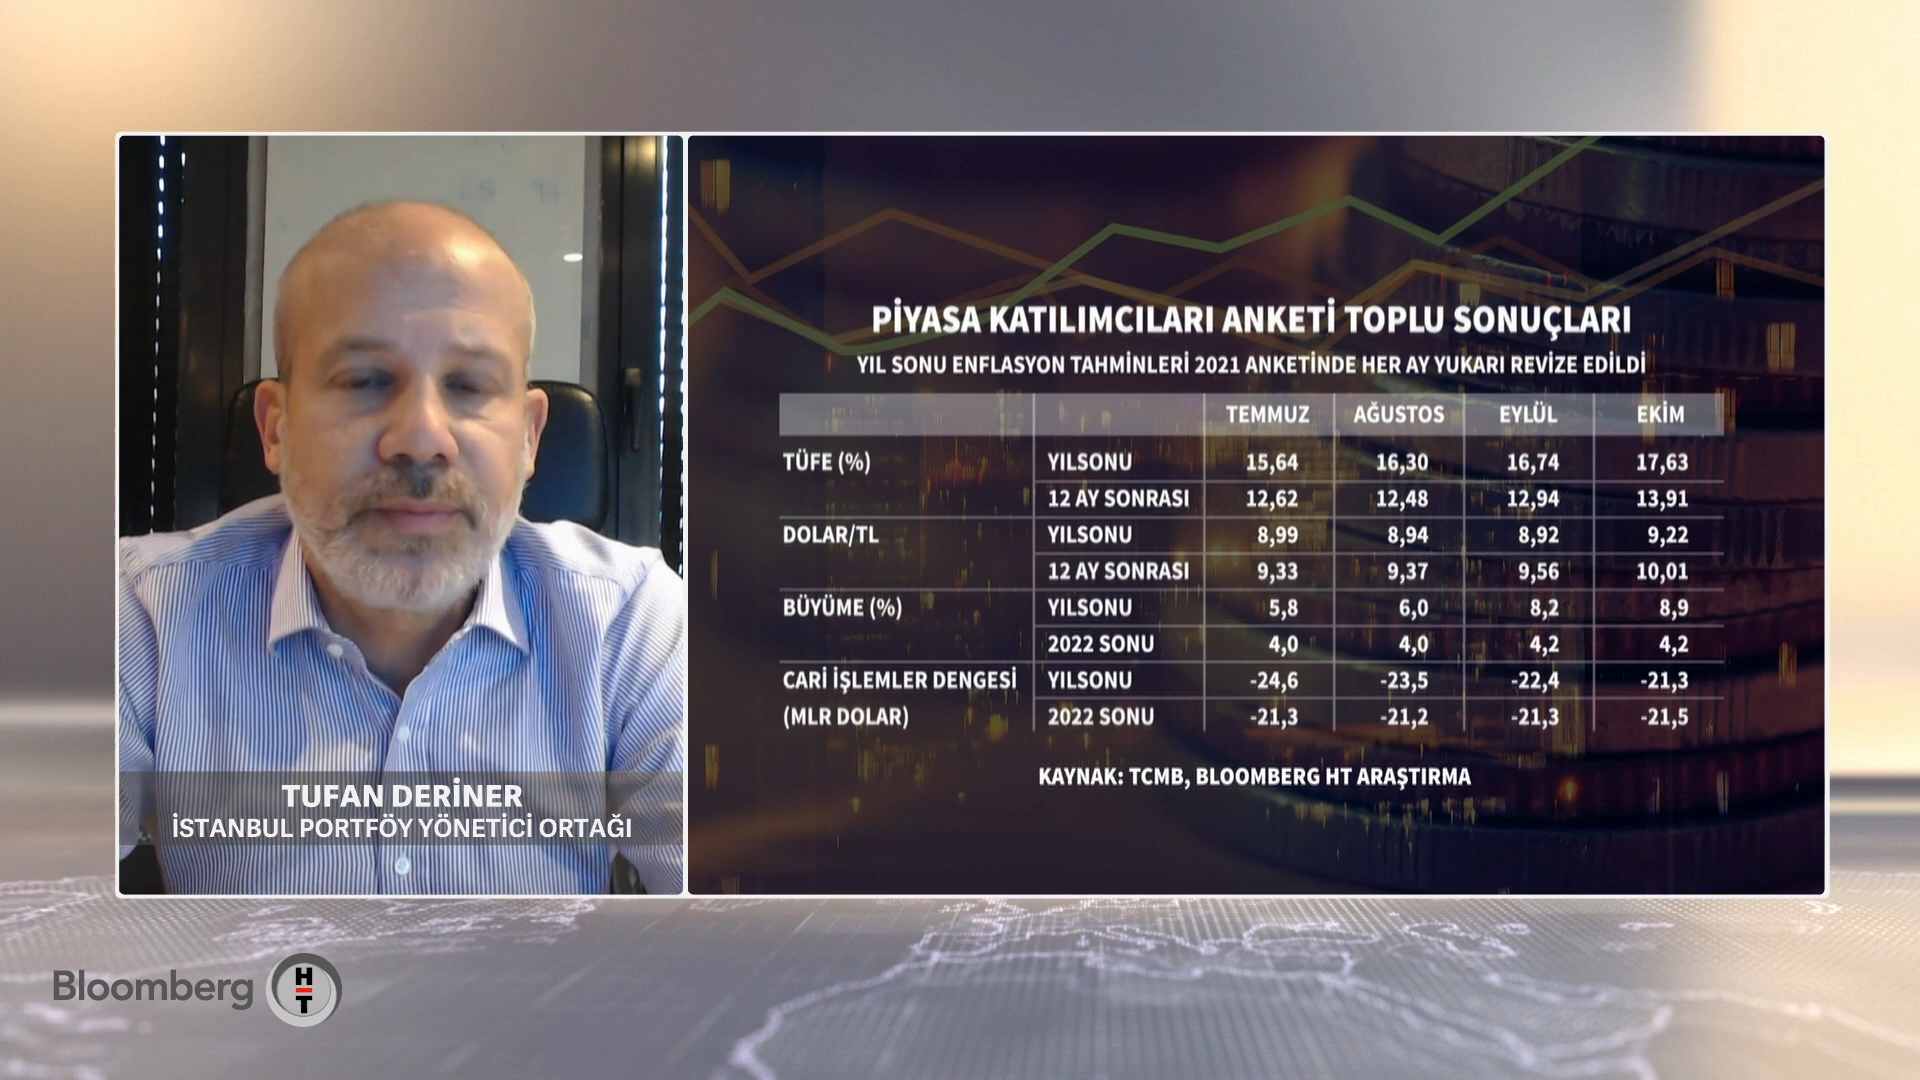 PİYASA KATILIMCILARI ANKETİ TOPLU SONUÇLARI
YIL SONU ENFLASYON TAHMİNLERİ 2021 ANKETİNDE HER AY YUKARI REVİZE EDİLDİ
TEMMUZ AĞUSTOS EYLÜL EKİM
TÜFE (%) YILSONU 15,64 16,30 16,74 17,63
12 AY SONRASI 12,62 12,48 12,94 13,91
DOLAR/TL YILSONU 8,99 8,94 8,92 9,22
12 AY SONRASI 9,33 9,37 9,56 10,01
BÜYÜME (%) YILSONU 5,8 6,0 8,2 8,9
2022 SONU 4,0 4,0 4,2 4,2
CARİ İŞLEMLER DENGESİ YILSONU -24,6 -23,5 -22,4 -21,3
(MLR DOLAR) 2022 SONU -21,3 -21,2 -21,3 -21,5
KAYNAK: TCMB, BLOOMBERG HT ARAŞTIRMA
TUFAN DERİNER
İSTANBUL PORTFÖY YÖNETİCİ ORTAĞI
Bloomberg HT